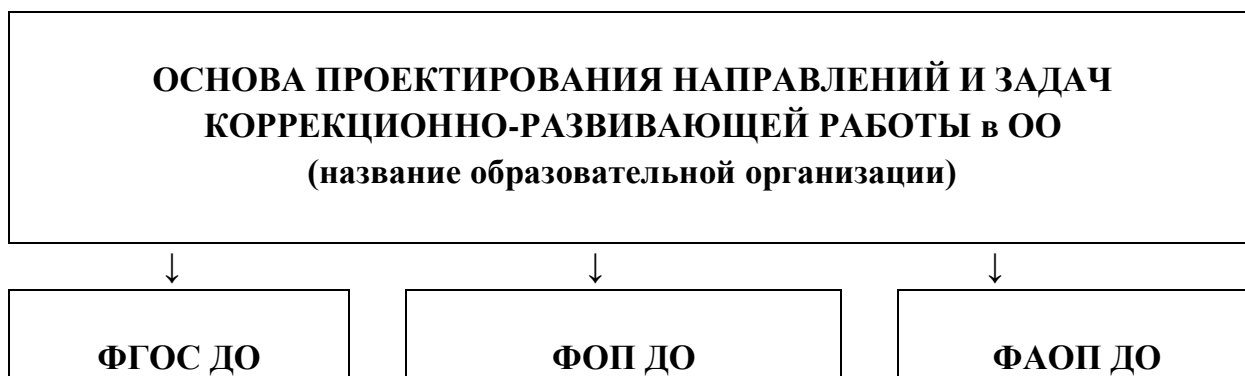 ОСНОВА ПРОЕКТИРОВАНИЯ НАПРАВЛЕНИЙ И ЗАДАЧ
КОРРЕКЦИОННО-РАЗВИВАЮЩЕЙ РАБОТЫ в ОО
(название образовательной организации)
↓ ↓ ↓
ФГОС ДО ФОП ДО ФАОП ДО